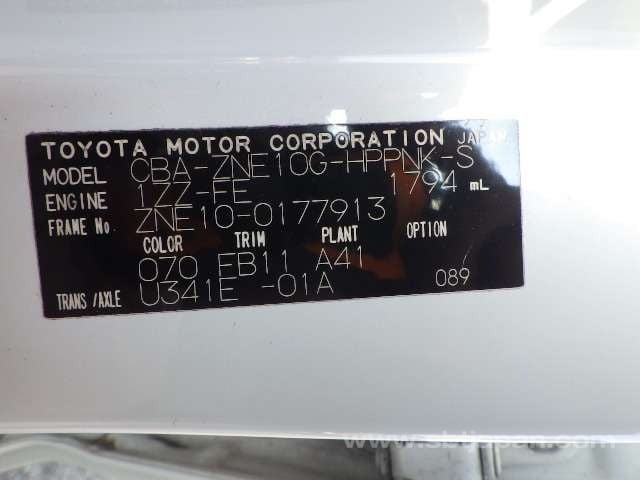 TOYOTA MOTOR CORPORATION JAPAN
MODEL CBA-ZNE10G-HPPNK-S
ENGINE 1ZZ-FE 1794 mL
FRAME No. ZNE10-0177913
COLOR TRIM PLANT OPTION
070 FB11 A41
TRANS/AXLE U341E -01A 089